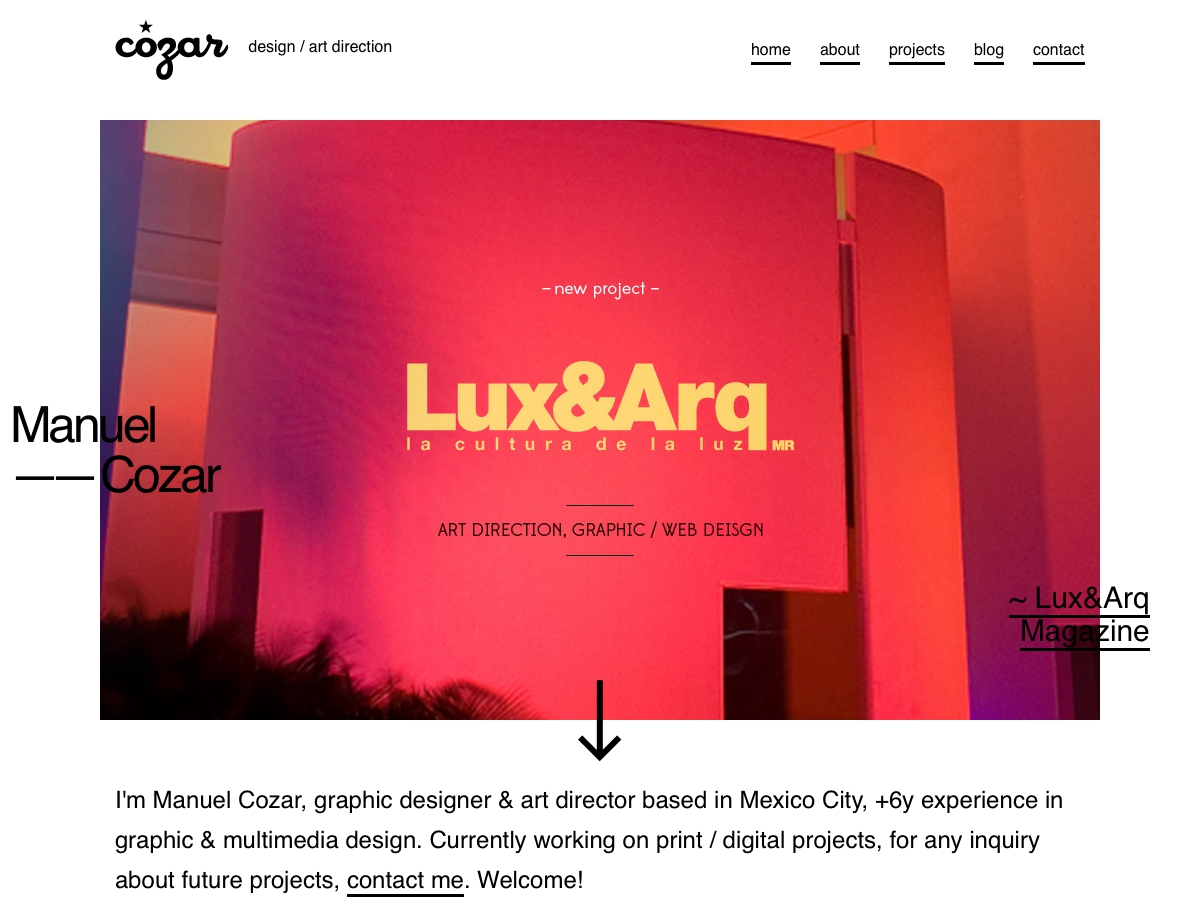 cózar
design / art direction
home about projects blog contact
– new project –
Lux&Arq
la cultura de la luz MR
Manuel
—— Cozar
ART DIRECTION, GRAPHIC / WEB DEISGN
~ Lux&Arq
Magazine
I'm Manuel Cozar, graphic designer & art director based in Mexico City, +6y experience in
graphic & multimedia design. Currently working on print / digital projects, for any inquiry
about future projects, contact me. Welcome!